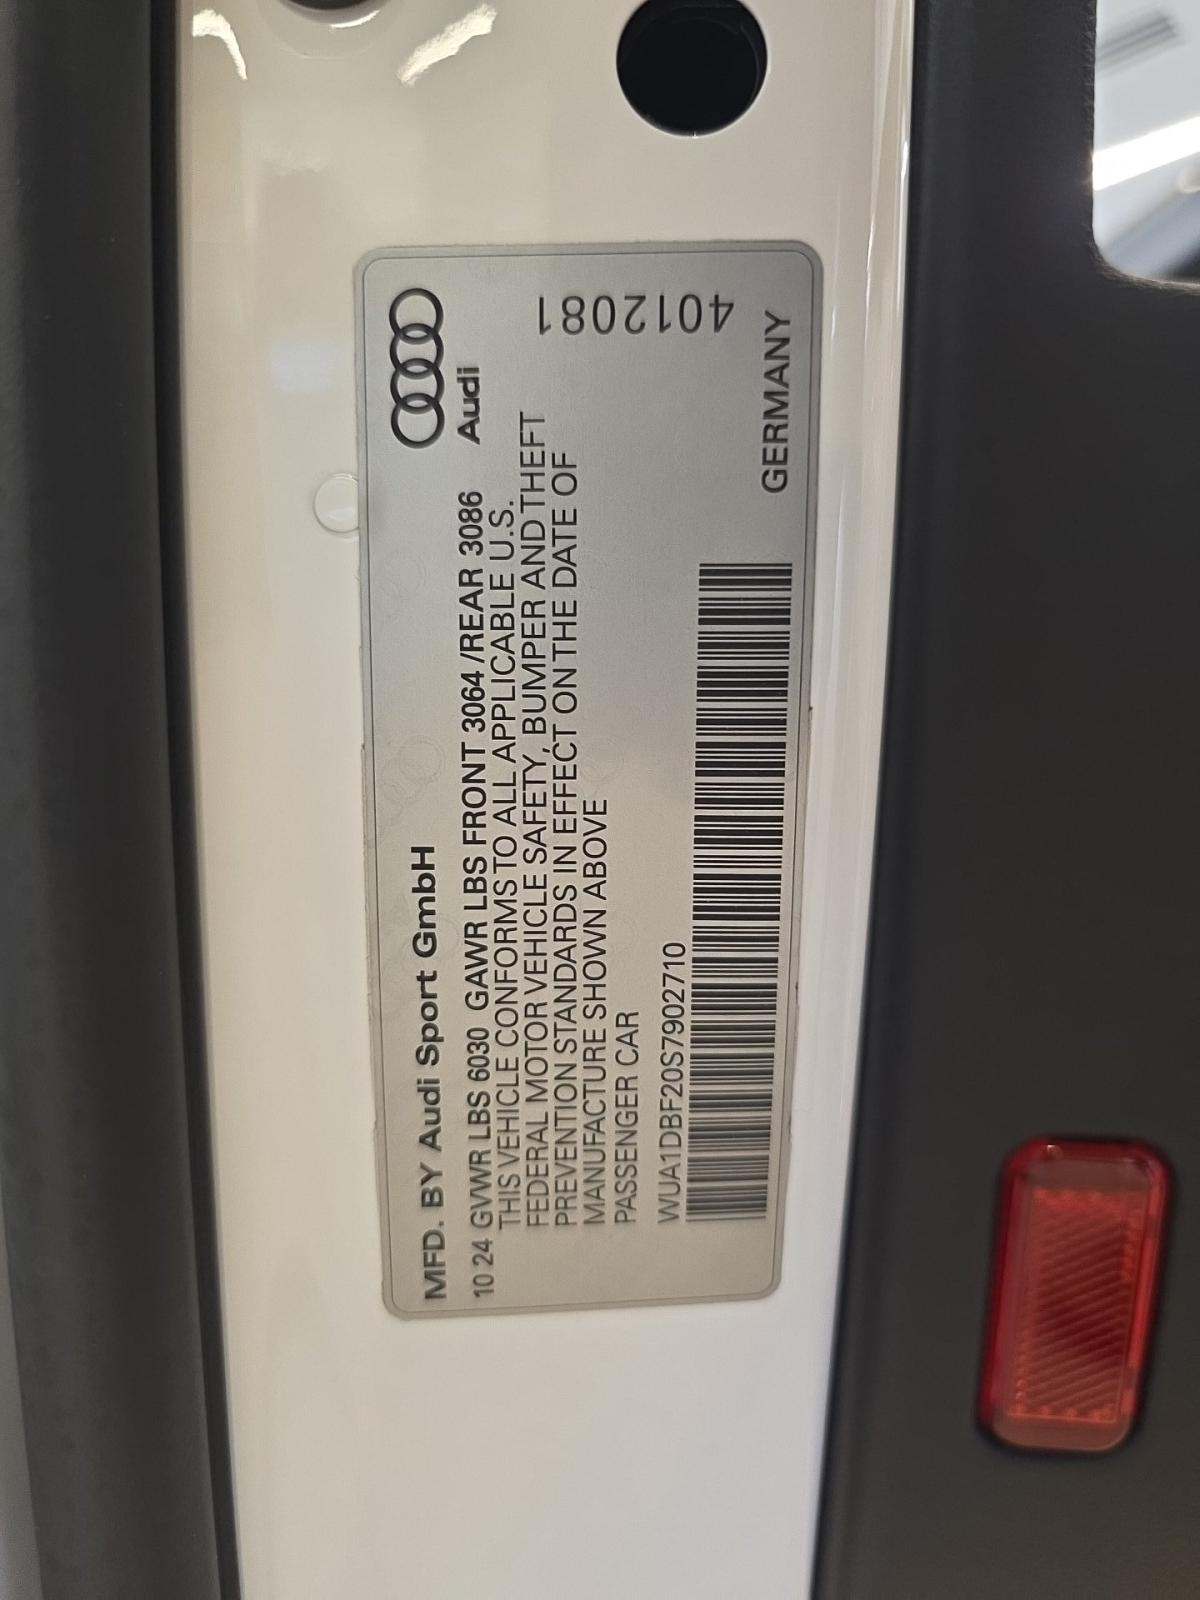 MFD. BY Audi Sport GmbH
Audi
10 24 GVWR LBS 6030 GAWR LBS FRONT 3064 /REAR 3086
THIS VEHICLE CONFORMS TO ALL APPLICABLE U.S.
FEDERAL MOTOR VEHICLE SAFETY, BUMPER AND THEFT
PREVENTION STANDARDS IN EFFECT ON THE DATE OF
MANUFACTURE SHOWN ABOVE
PASSENGER CAR
WUA1DBF20S7902710
4012081
GERMANY